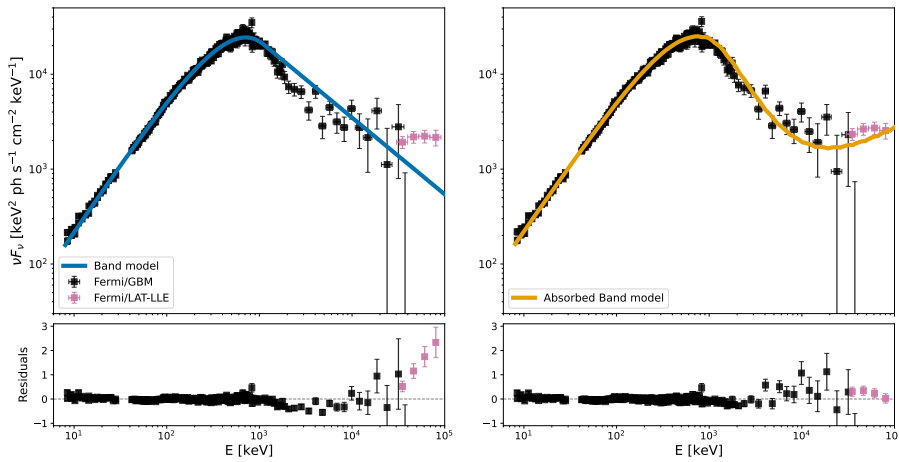 10⁴
10³
10²
νFᵥ [keV² ph s⁻¹ cm⁻² keV⁻¹]
Band model
Fermi/GBM
Fermi/LAT-LLE
10⁴
10³
10²
Absorbed Band model
3
2
1
0
−1
Residuals
10¹ 10² 10³ 10⁴ 10⁵
E [keV]
3
2
1
0
−1
10¹ 10² 10³ 10⁴ 10
E [keV]